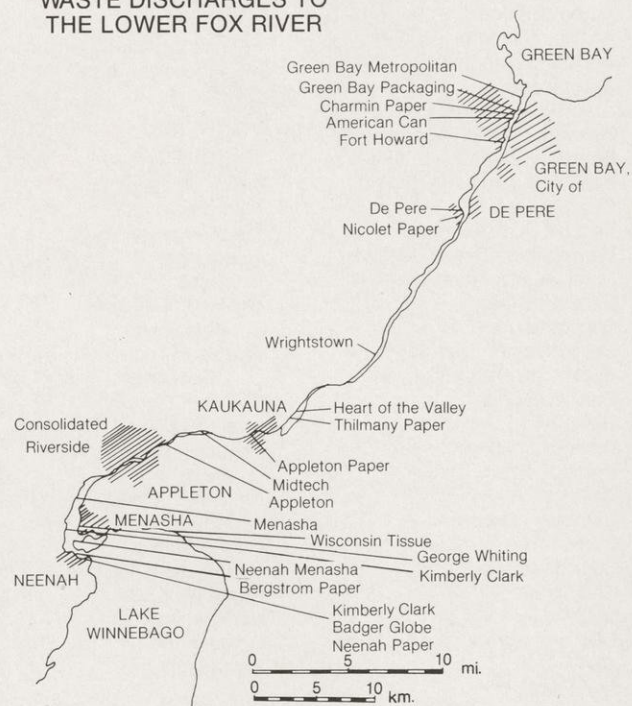 WASTE DISCHARGES TO
THE LOWER FOX RIVER
GREEN BAY
Green Bay Metropolitan
Green Bay Packaging
Charmin Paper
American Can
Fort Howard
GREEN BAY,
City of
De Pere
DE PERE
Nicolet Paper
Wrightstown
KAUKAUNA
Heart of the Valley
Thilmany Paper
Consolidated
Riverside
Appleton Paper
Midtech
APPLETON
Appleton
MENASHA
Menasha
Wisconsin Tissue
George Whiting
Kimberly Clark
NEENAH
Neenah Menasha
Bergstrom Paper
LAKE
WINNEBAGO
Kimberly Clark
Badger Globe
Neenah Paper
0 5 10 mi.
0 5 10 km.